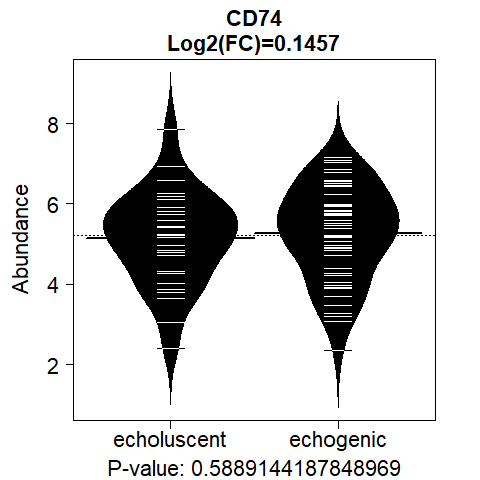 CD74
Log2(FC)=0.1457
Abundance
8
6
4
2
echoluscent echogenic
P-value: 0.5889144187848969